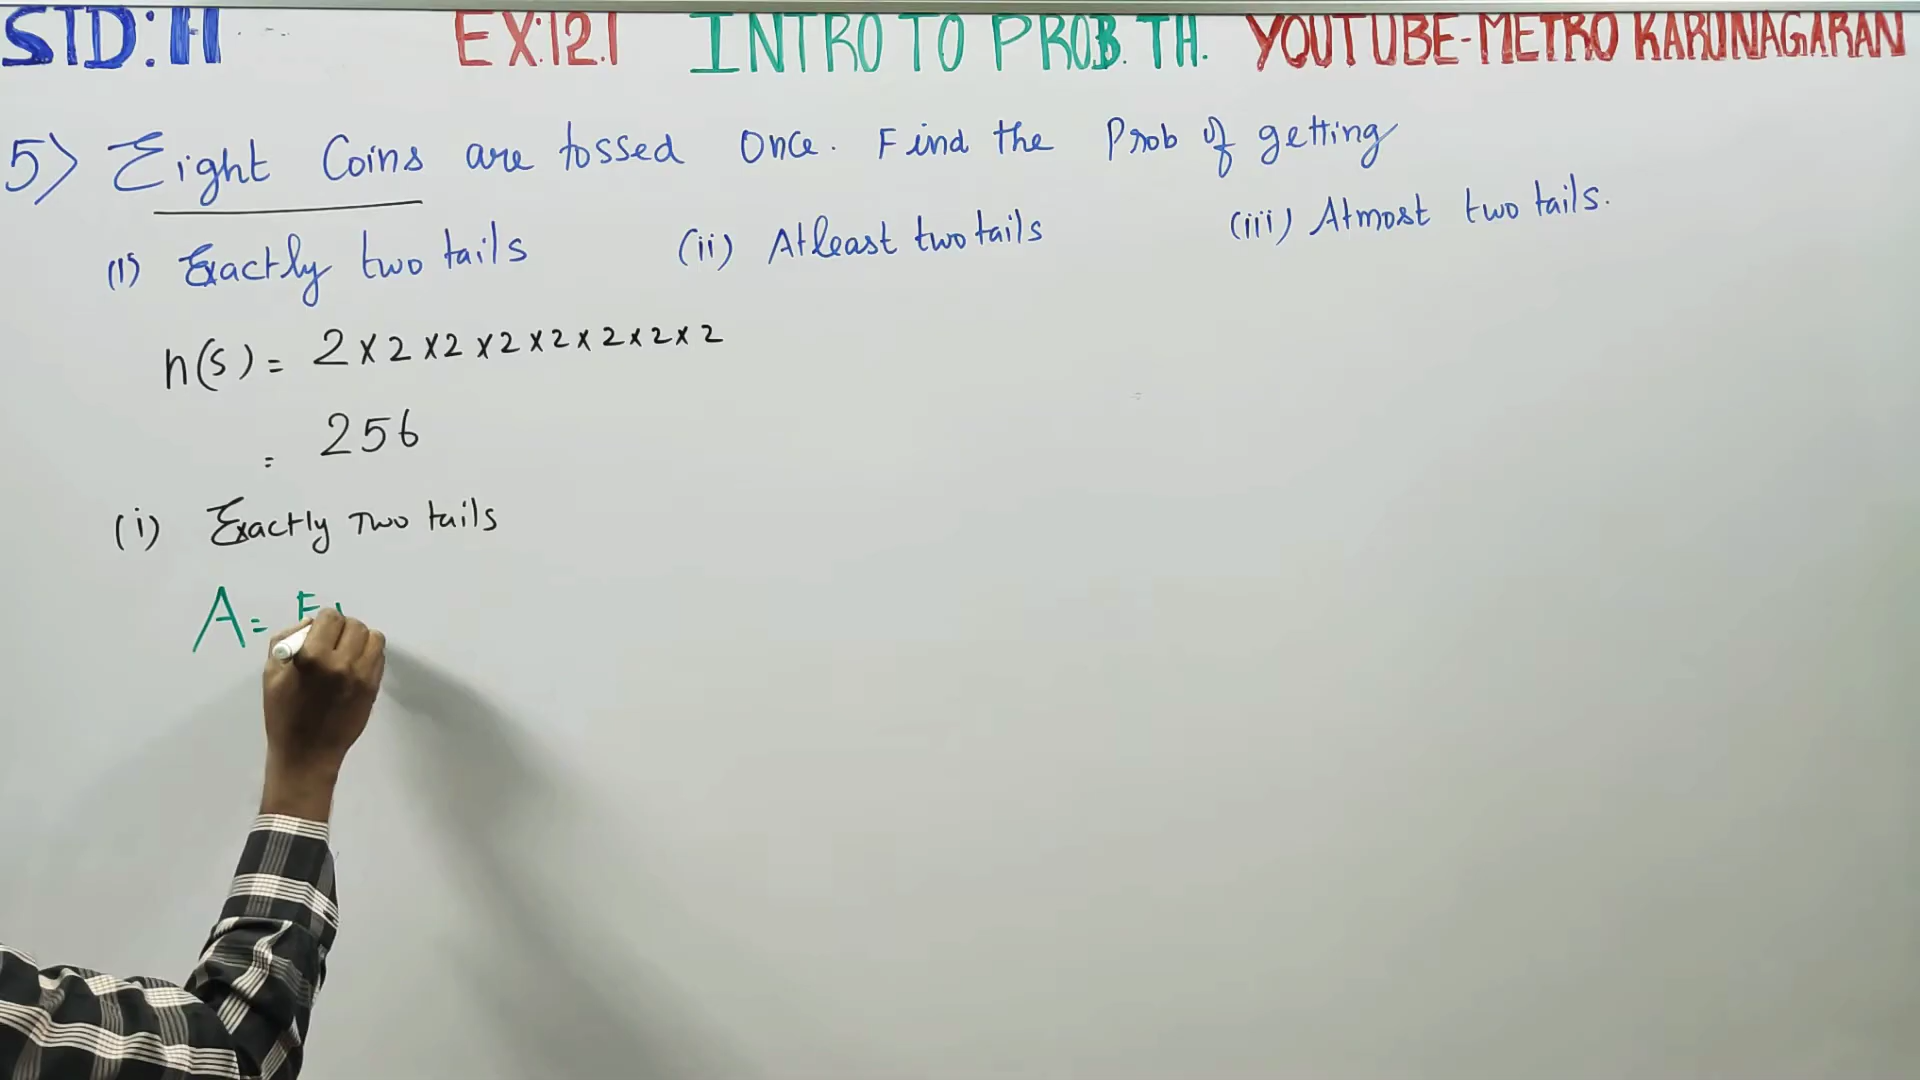 STD: 11 EX:12.1 INTRO TO PROB. TH. YOUTUBE-METRO KARUNAGARAN
5) Eight Coins are tossed Once. Find the Prob of getting
(i) Exactly two tails (ii) Atleast two tails (iii) Atmost two tails.
n(S) = 2 × 2 × 2 × 2 × 2 × 2 × 2 × 2
= 256
(i) Exactly Two tails
A =